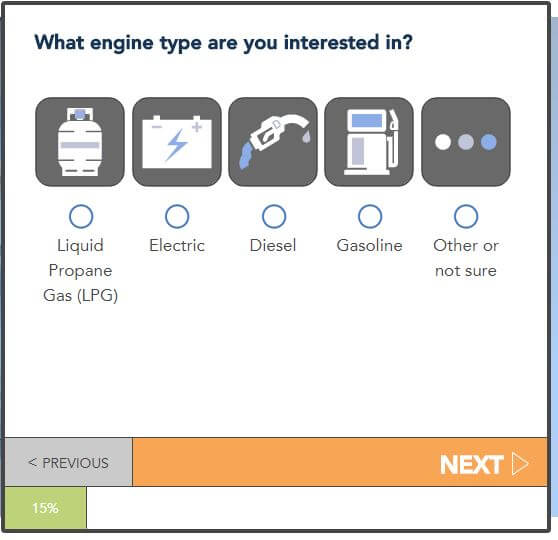 What engine type are you interested in?
Liquid
Propane
Gas (LPG)
Electric
Diesel
Gasoline
Other or
not sure
< PREVIOUS
NEXT
15%